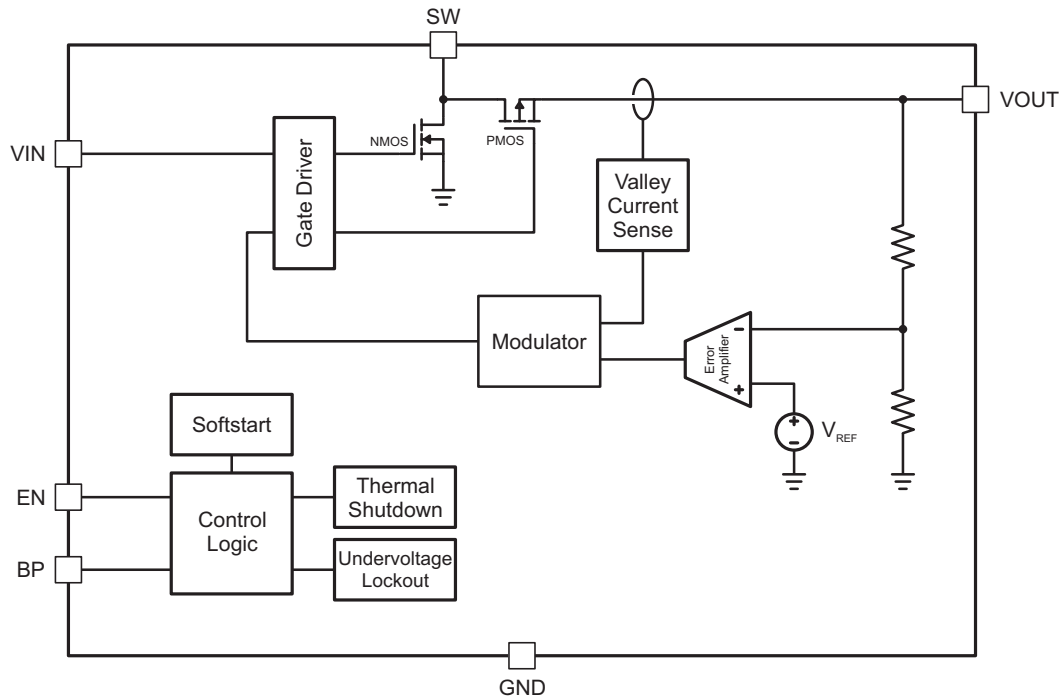 SW
VOUT
VIN
Gate Driver
NMOS
PMOS
Valley
Current
Sense
Modulator
Error
Amplifier
VREF
Softstart
EN
BP
Control
Logic
Thermal
Shutdown
Undervoltage
Lockout
GND